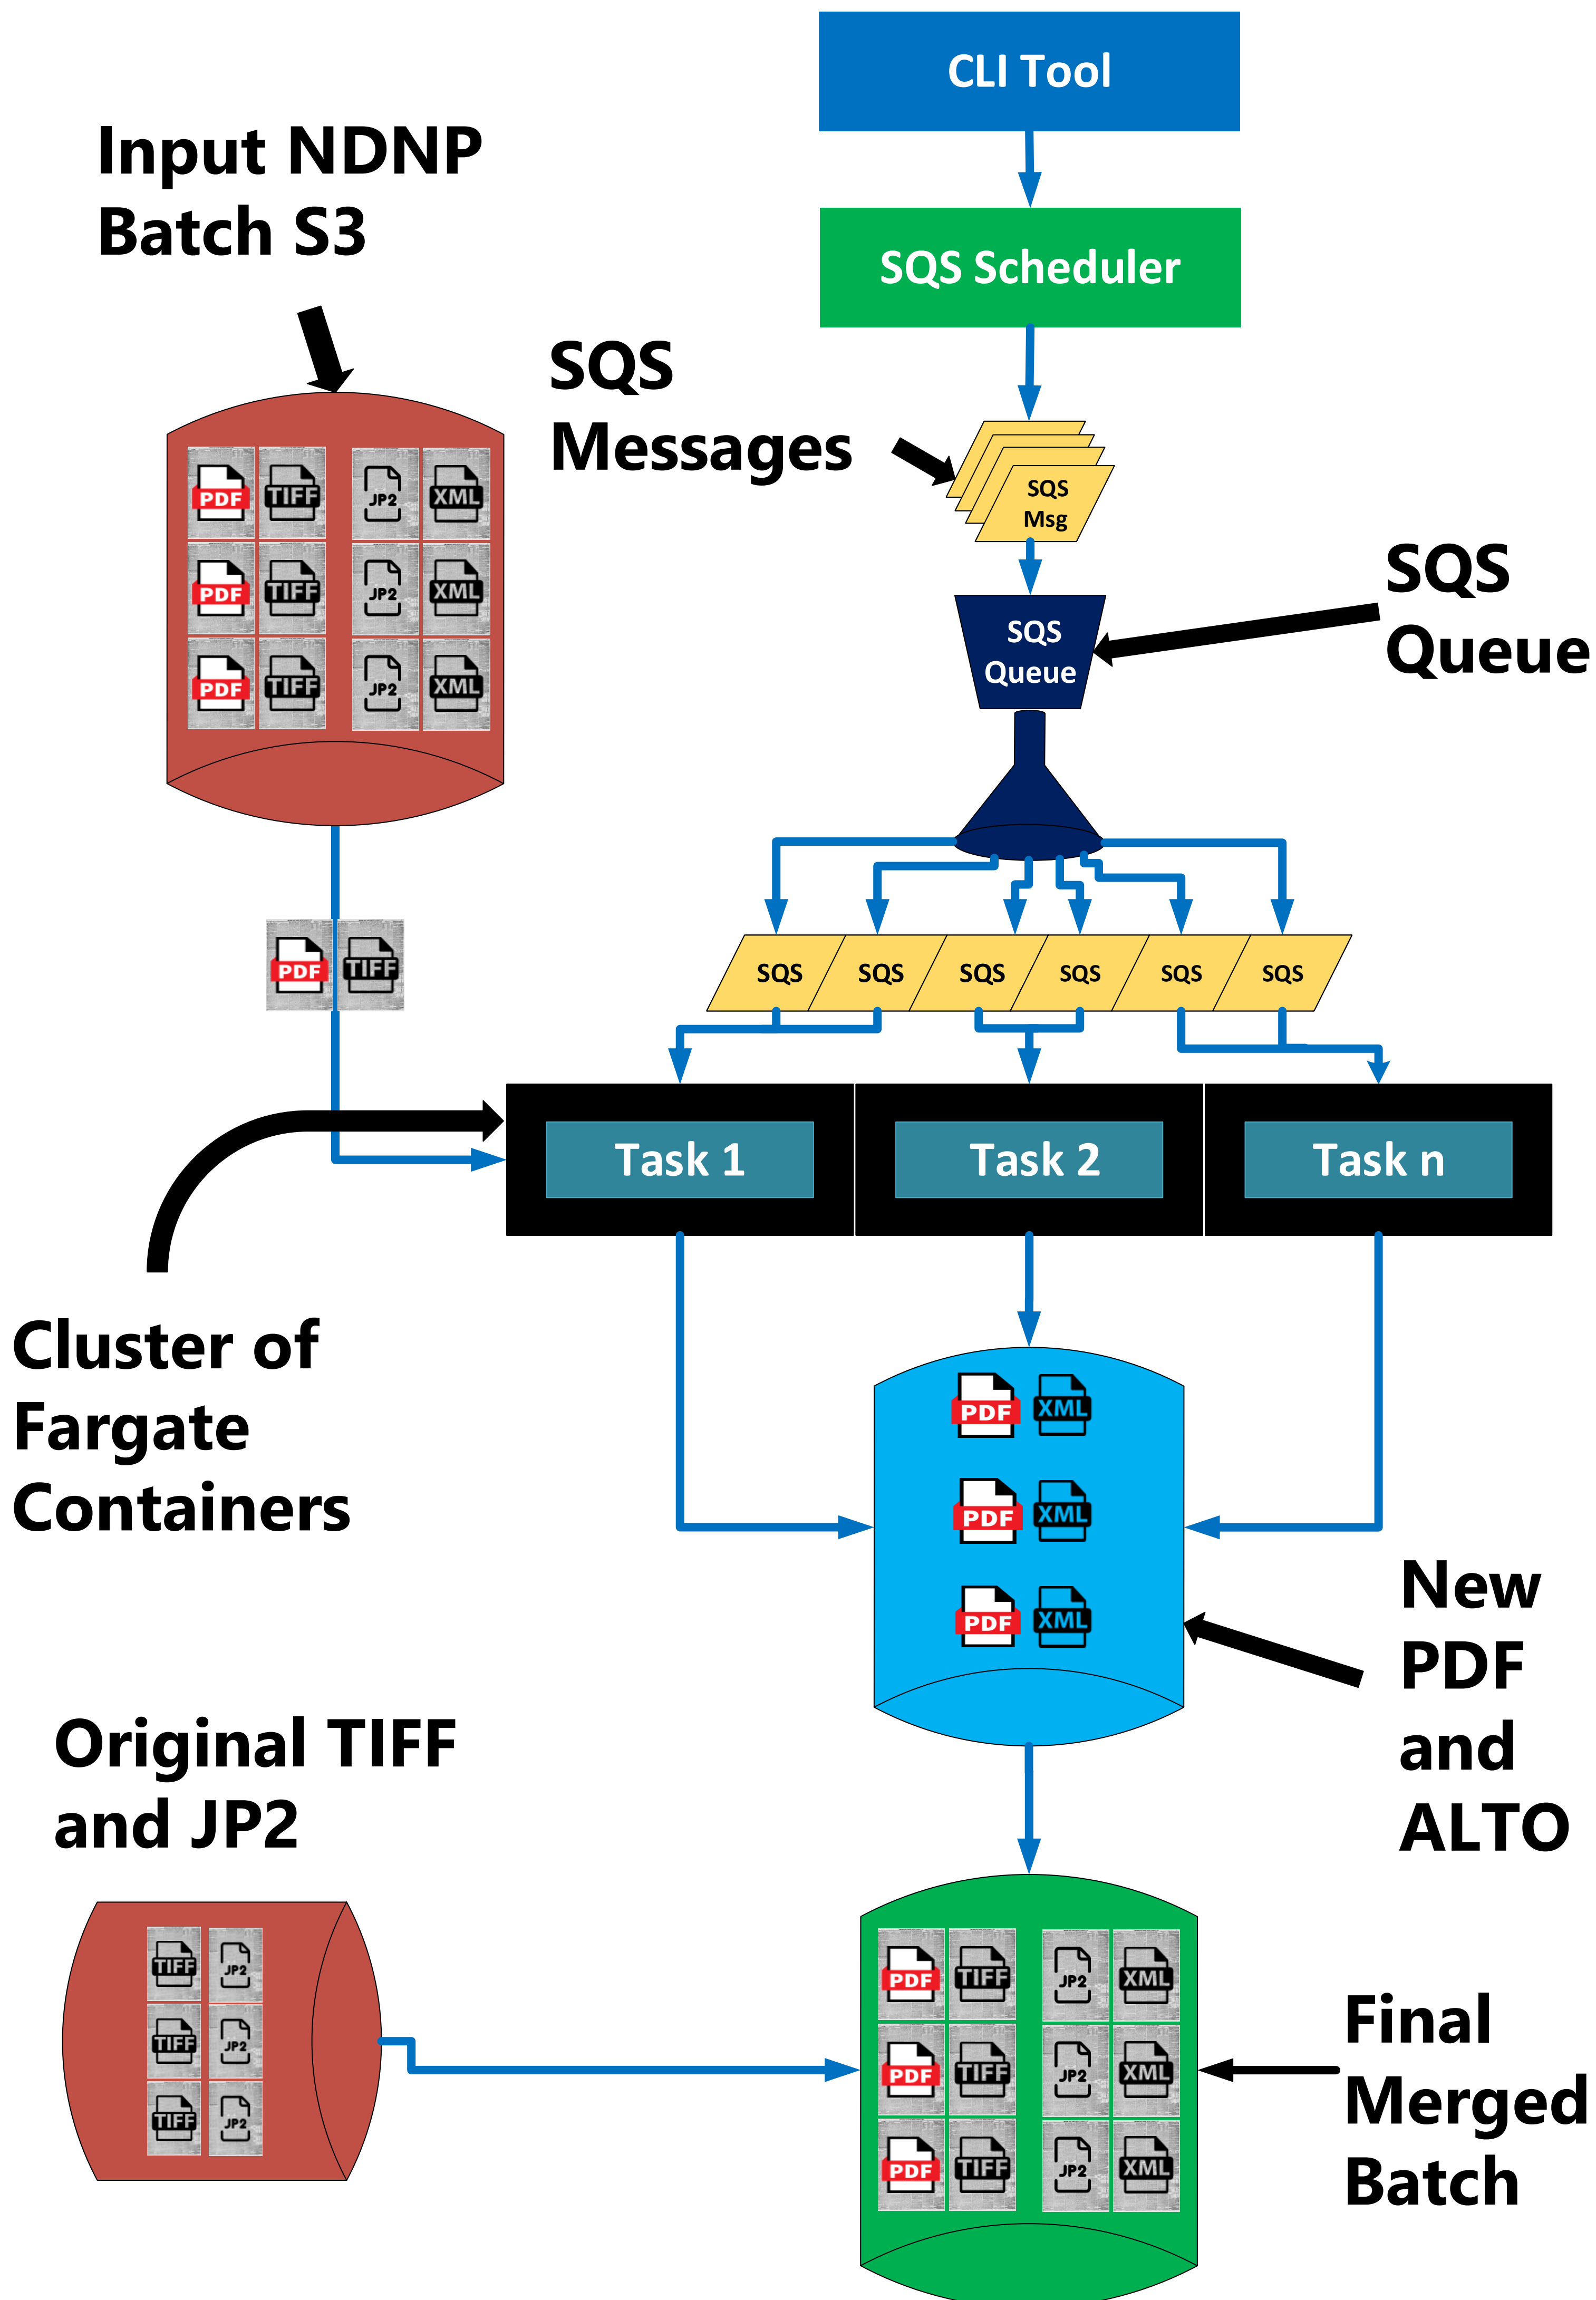 CLI Tool
Input NDNP
Batch S3
SQS Scheduler
SQS
Messages
SQS
Msg
PDF TIFF JP2 XML
PDF TIFF JP2 XML
PDF TIFF JP2 XML
SQS
Queue
SQS
Queue
PDF TIFF
SQS SQS SQS SQS SQS SQS
Task 1 Task 2 Task n
Cluster of
Fargate
Containers
PDF XML
PDF XML
PDF XML
New
PDF
and
ALTO
Original TIFF
and JP2
TIFF JP2
TIFF JP2
TIFF JP2
PDF TIFF JP2 XML
PDF TIFF JP2 XML
PDF TIFF JP2 XML
Final
Merged
Batch